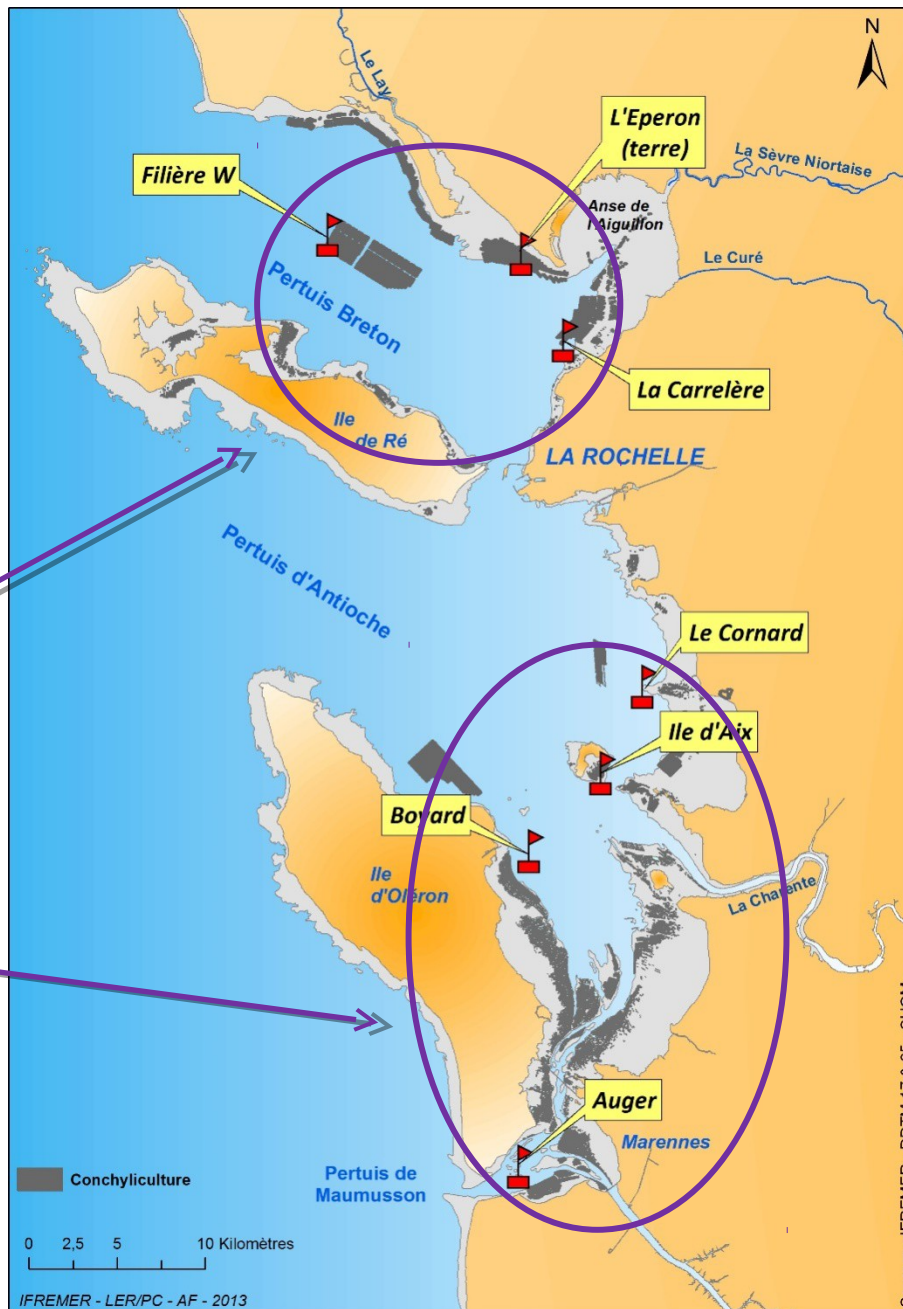 N
Le Lay
L'Eperon
(terre)
La Sèvre Niortaise
Filière W
Anse de
l'Aiguillon
Le Curé
Pertuis Breton
La Carrelère
Ile
de Ré
LA ROCHELLE
Pertuis d'Antioche
Le Cornard
Ile d'Aix
Boyard
Ile
d'Oléron
La Charente
Auger
Marennes
Pertuis de
Maumusson
Conchyliculture
0 2,5 5 10 Kilomètres
IFREMER - LER/PC - AF - 2013